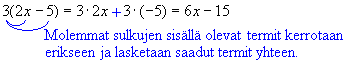 3(2x − 5) = 3·2x + 3·(−5) = 6x − 15
Molemmat sulkujen sisällä olevat termit kerrotaan
erikseen ja lasketaan saadut termit yhteen.